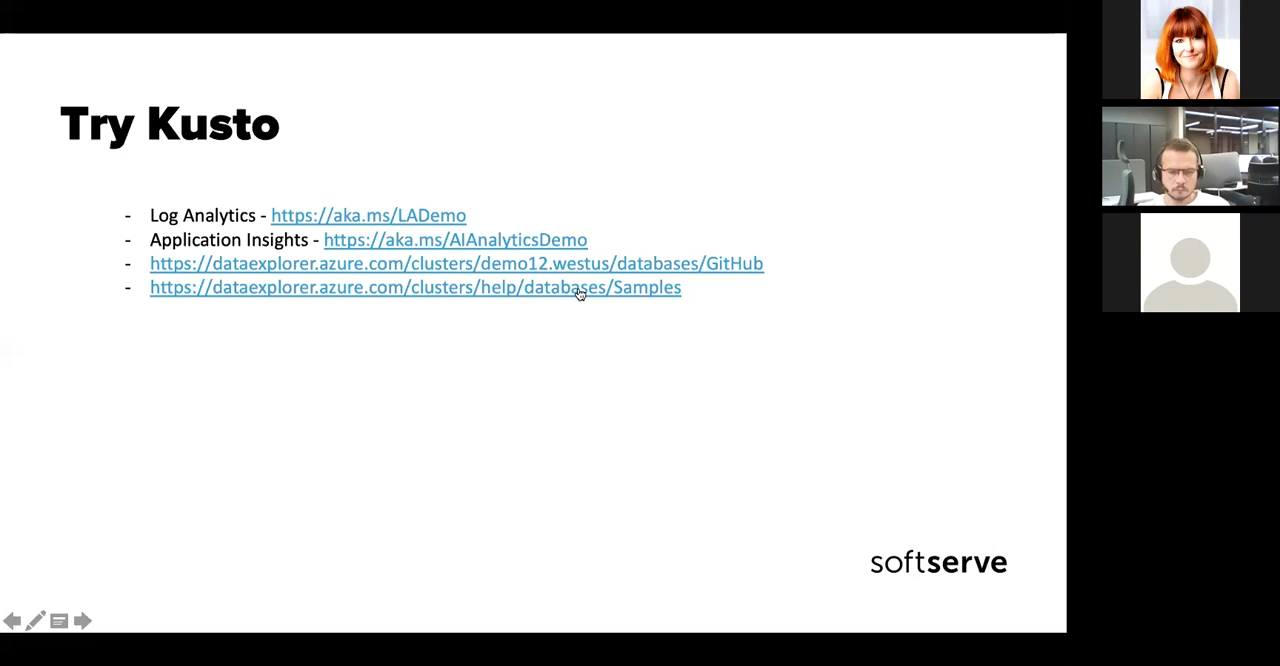 Try Kusto
- Log Analytics - https://aka.ms/LADemo
- Application Insights - https://aka.ms/AIAnalyticsDemo
- https://dataexplorer.azure.com/clusters/demo12.westus/databases/GitHub
- https://dataexplorer.azure.com/clusters/help/databases/Samples
softserve